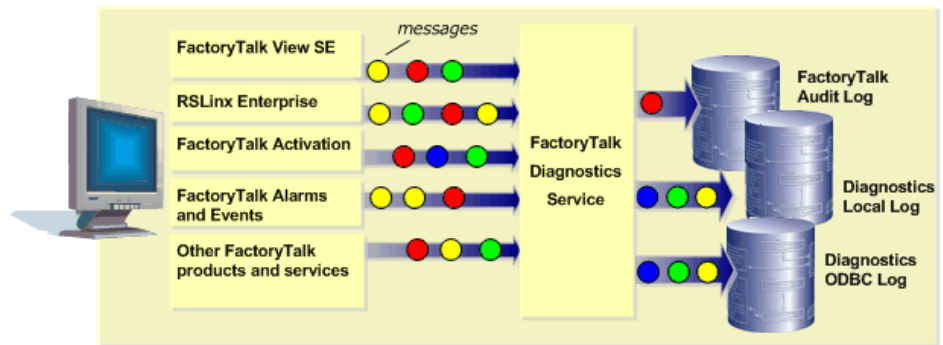 messages
FactoryTalk View SE
RSLinx Enterprise
FactoryTalk Activation
FactoryTalk Alarms
and Events
Other FactoryTalk
products and services
FactoryTalk
Diagnostics
Service
FactoryTalk
Audit Log
Diagnostics
Local Log
Diagnostics
ODBC Log